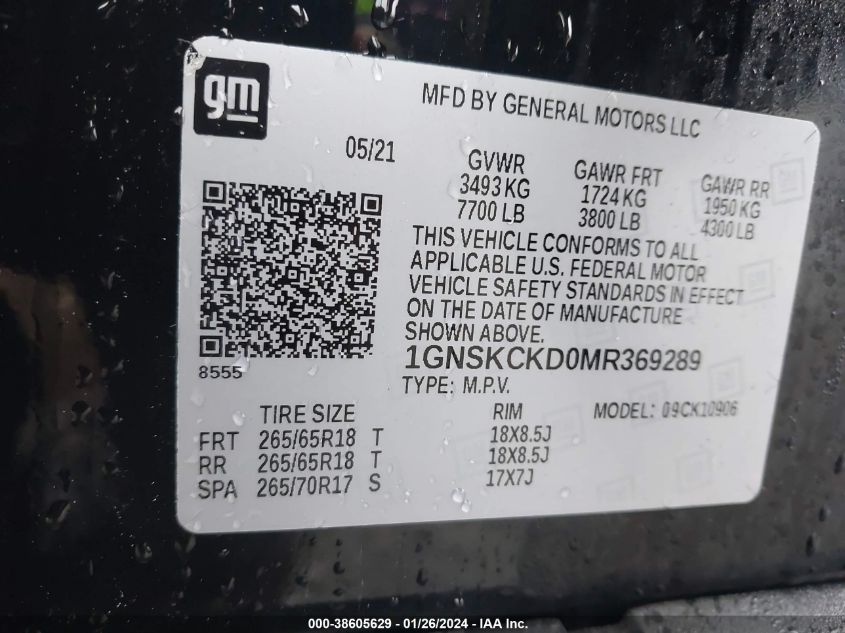 gm
MFD BY GENERAL MOTORS LLC
05/21
GVWR GAWR FRT GAWR RR
3493 KG 1724 KG 1950 KG
7700 LB 3800 LB 4300 LB
THIS VEHICLE CONFORMS TO ALL
APPLICABLE U.S. FEDERAL MOTOR
VEHICLE SAFETY STANDARDS IN EFFECT
ON THE DATE OF MANUFACTURE
SHOWN ABOVE.
1GNSKCKD0MR369289
8555
TYPE: M.P.V.
TIRE SIZE RIM MODEL: 09CK10906
FRT 265/65R18 T 18X8.5J
RR 265/65R18 T 18X8.5J
SPA 265/70R17 S 17X7J
000-38605629 - 01/26/2024 - IAA Inc.